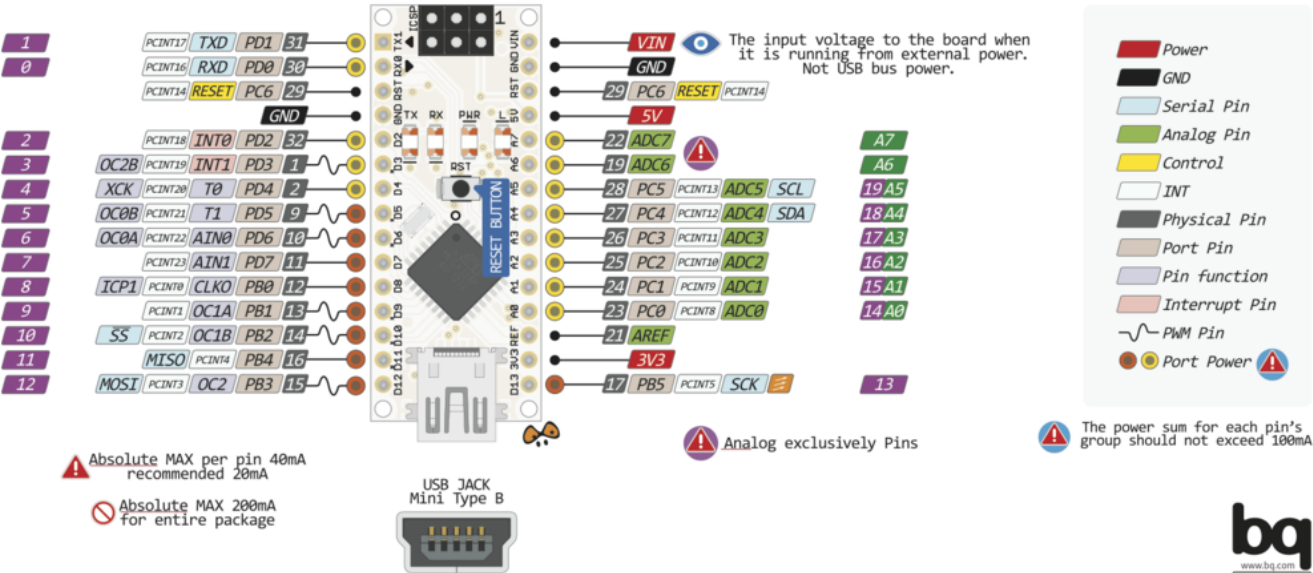 1 PCINT17 TXD PD1 31
0 PCINT16 RXD PD0 30
PCINT14 RESET PC6 29
GND
2 PCINT18 INT0 PD2 32
3 OC2B PCINT19 INT1 PD3 1
4 XCK PCINT20 T0 PD4 2
5 OC0B PCINT21 T1 PD5 9
6 OC0A PCINT22 AIN0 PD6 10
7 PCINT23 AIN1 PD7 11
8 ICP1 PCINT0 CLKO PB0 12
9 PCINT1 OC1A PB1 13
10 SS PCINT2 OC1B PB2 14
11 MISO PCINT4 PB4 16
12 MOSI PCINT3 OC2 PB3 15
ICSP
1
TX1
RX0
RST
GND
D2
D3
D4
D5
D6
D7
D8
D9
D10
D11
D12
TX RX PWR L
RST
RESET BUTTON
VIN
GND
RST
5V
A7
A6
A5
A4
A3
A2
A1
A0
REF
3V3
D13
VIN
The input voltage to the board when
it is running from external power.
Not USB bus power.
GND
29 PC6 RESET PCINT14
5V
22 ADC7 A7
19 ADC6 A6
28 PC5 PCINT13 ADC5 SCL 19 A5
27 PC4 PCINT12 ADC4 SDA 18 A4
26 PC3 PCINT11 ADC3 17 A3
25 PC2 PCINT10 ADC2 16 A2
24 PC1 PCINT9 ADC1 15 A1
23 PC0 PCINT8 ADC0 14 A0
21 AREF
3V3
17 PB5 PCINT5 SCK 13
Power
GND
Serial Pin
Analog Pin
Control
INT
Physical Pin
Port Pin
Pin function
Interrupt Pin
PWM Pin
Port Power
Absolute MAX per pin 40mA
recommended 20mA
Absolute MAX 200mA
for entire package
USB JACK
Mini Type B
Analog exclusively Pins
The power sum for each pin's
group should not exceed 100mA
bq
www.bq.com